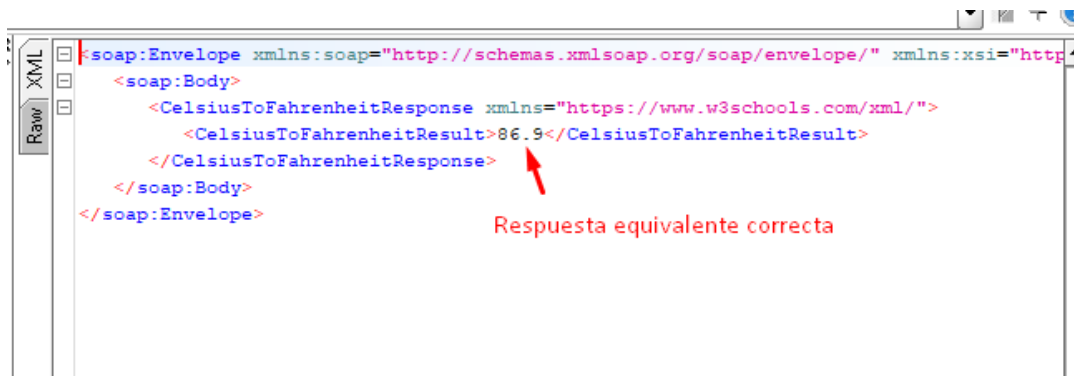 XML
Raw
<soap:Envelope xmlns:soap="http://schemas.xmlsoap.org/soap/envelope/" xmlns:xsi="http
<soap:Body>
<CelsiusToFahrenheitResponse xmlns="https://www.w3schools.com/xml/">
<CelsiusToFahrenheitResult>86.9</CelsiusToFahrenheitResult>
</CelsiusToFahrenheitResponse>
</soap:Body>
</soap:Envelope>
Respuesta equivalente correcta